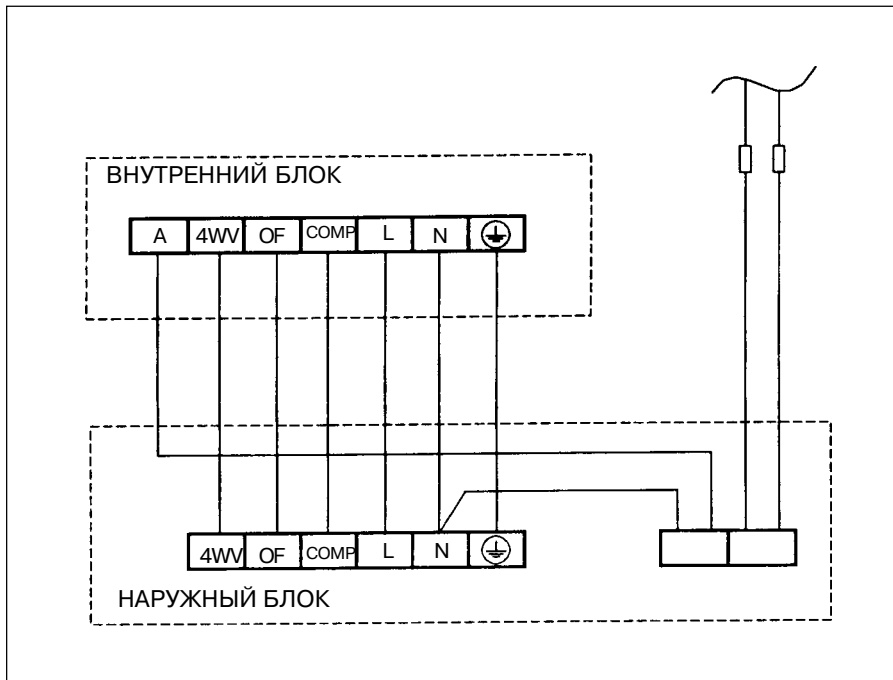 ВНУТРЕННИЙ БЛОК
A 4WV OF COMP L N
4WV OF COMP L N
НАРУЖНЫЙ БЛОК